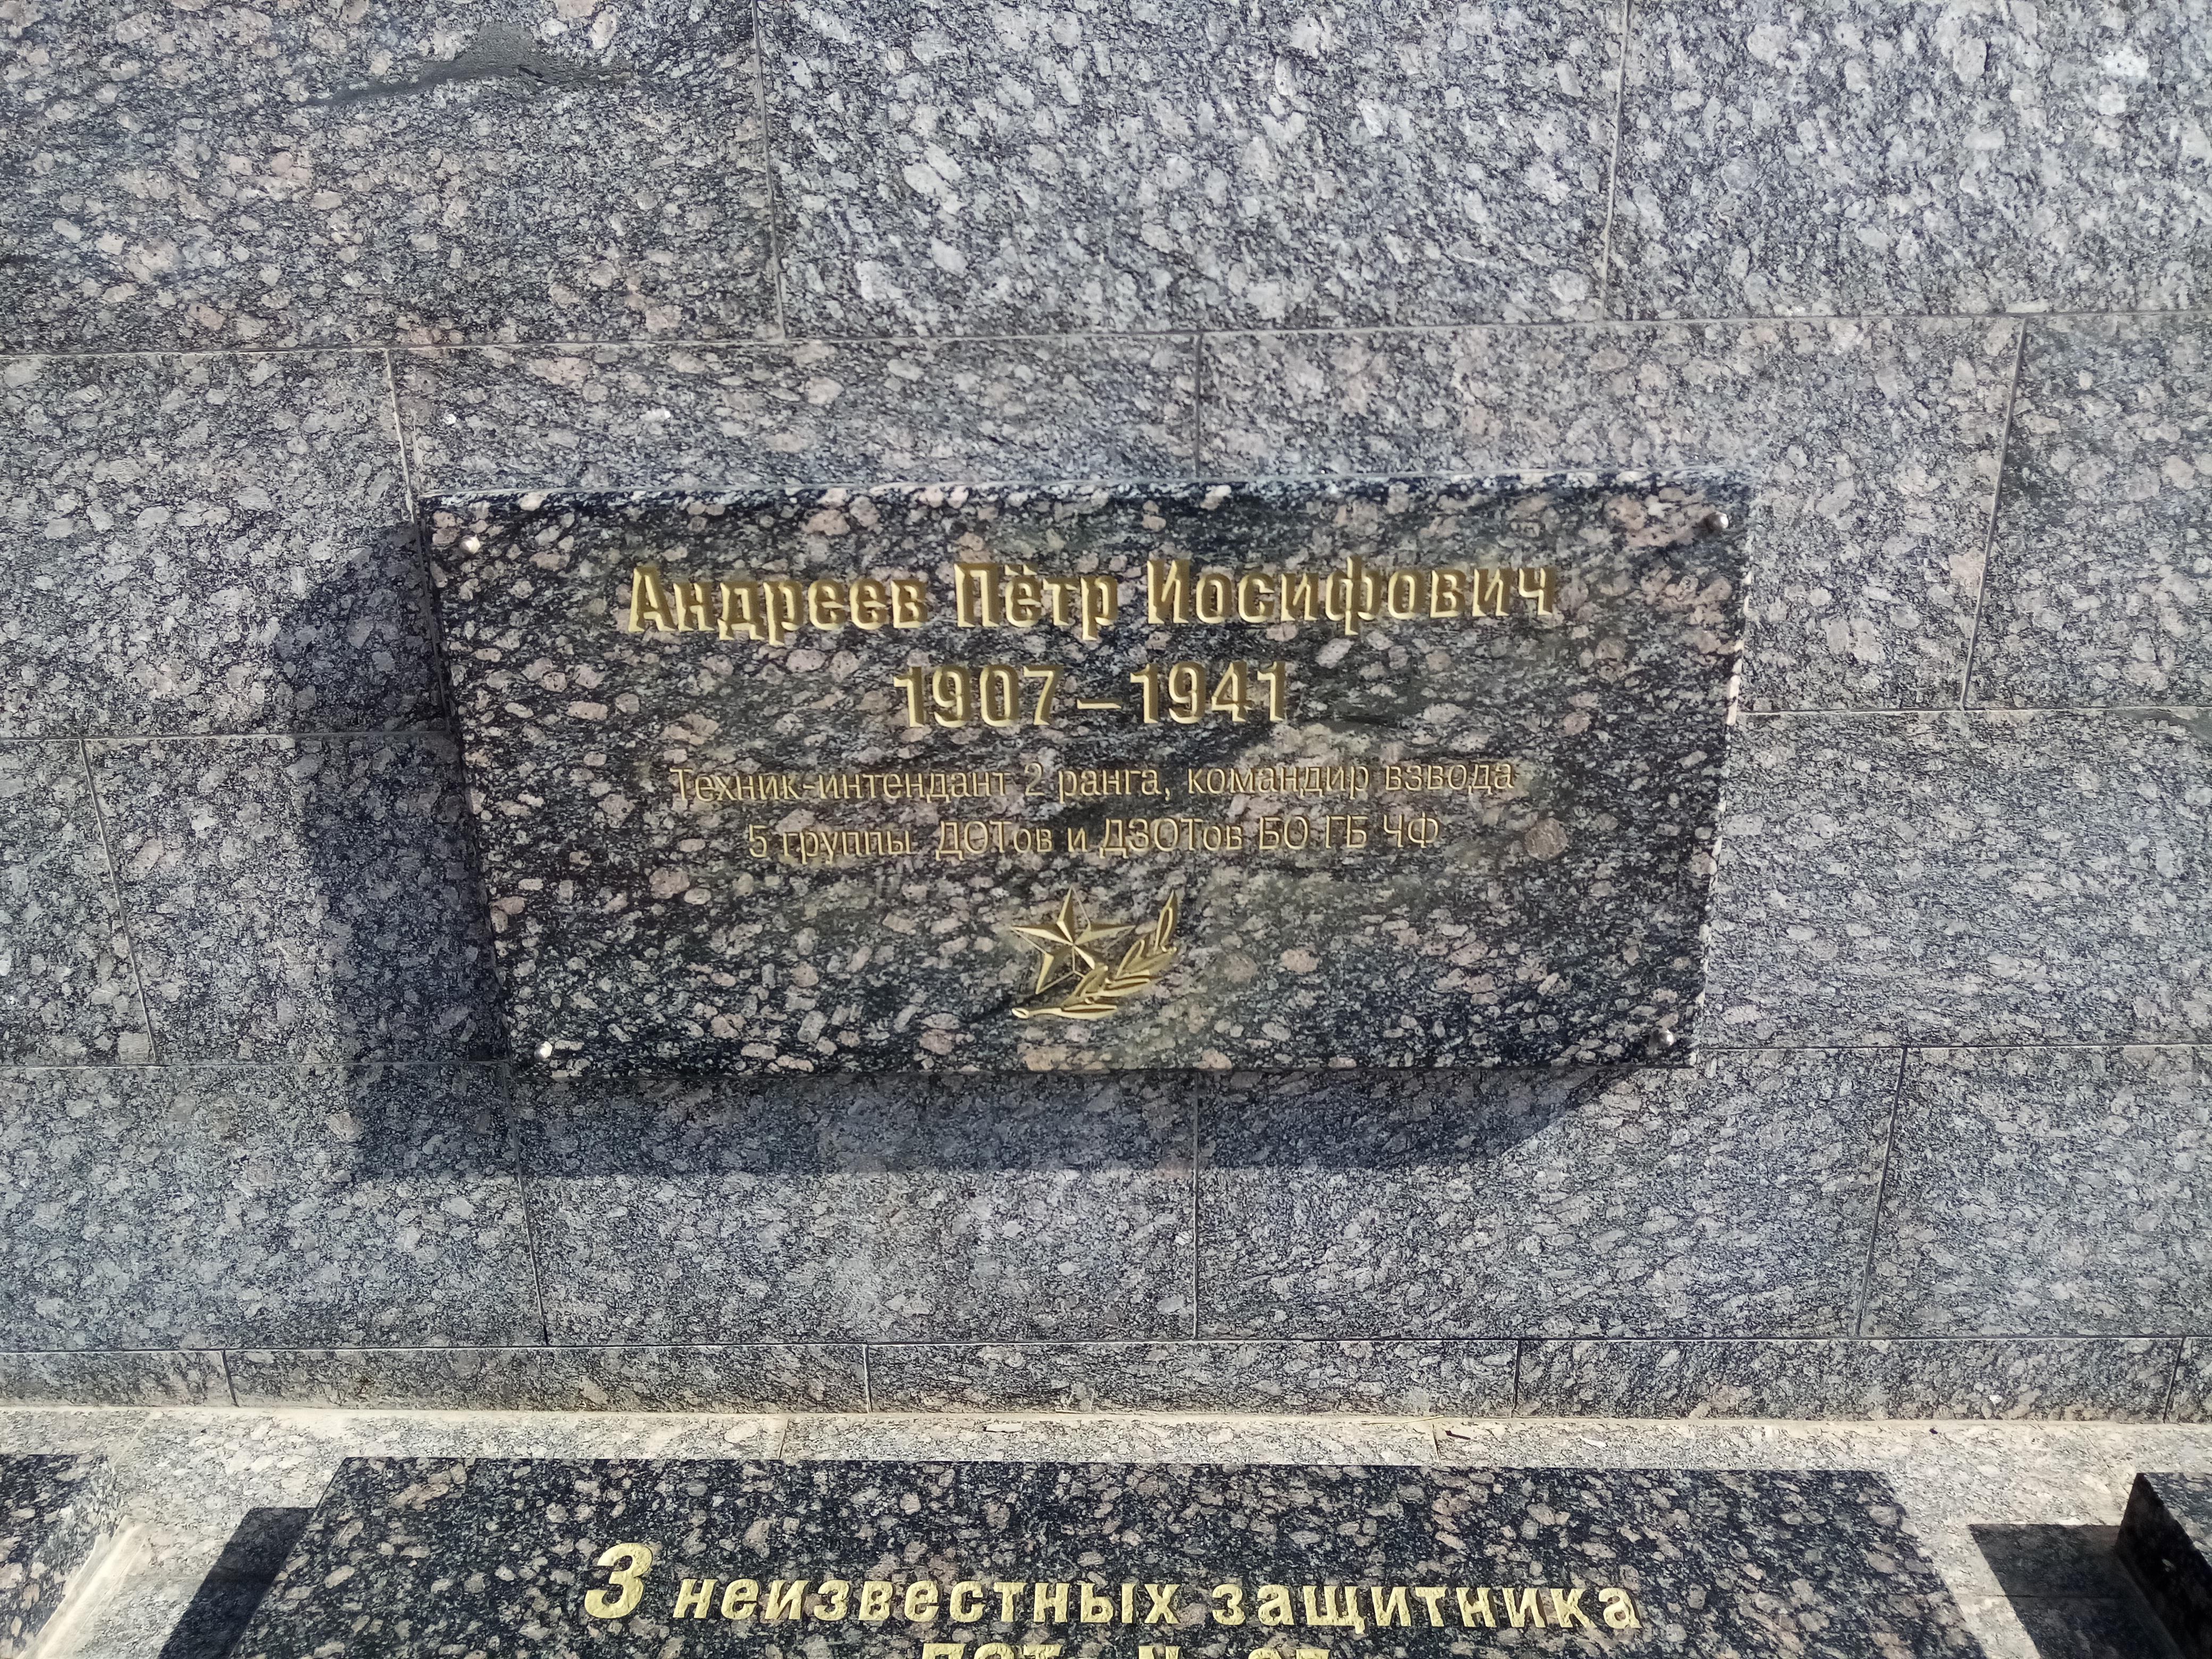 Андреев Пётр Иосифович
1907 – 1941
Техник-интендант 2 ранга, командир взвода
5 группы ДОТов и ДЗОТов БО ГБ ЧФ
3 неизвестных защитника